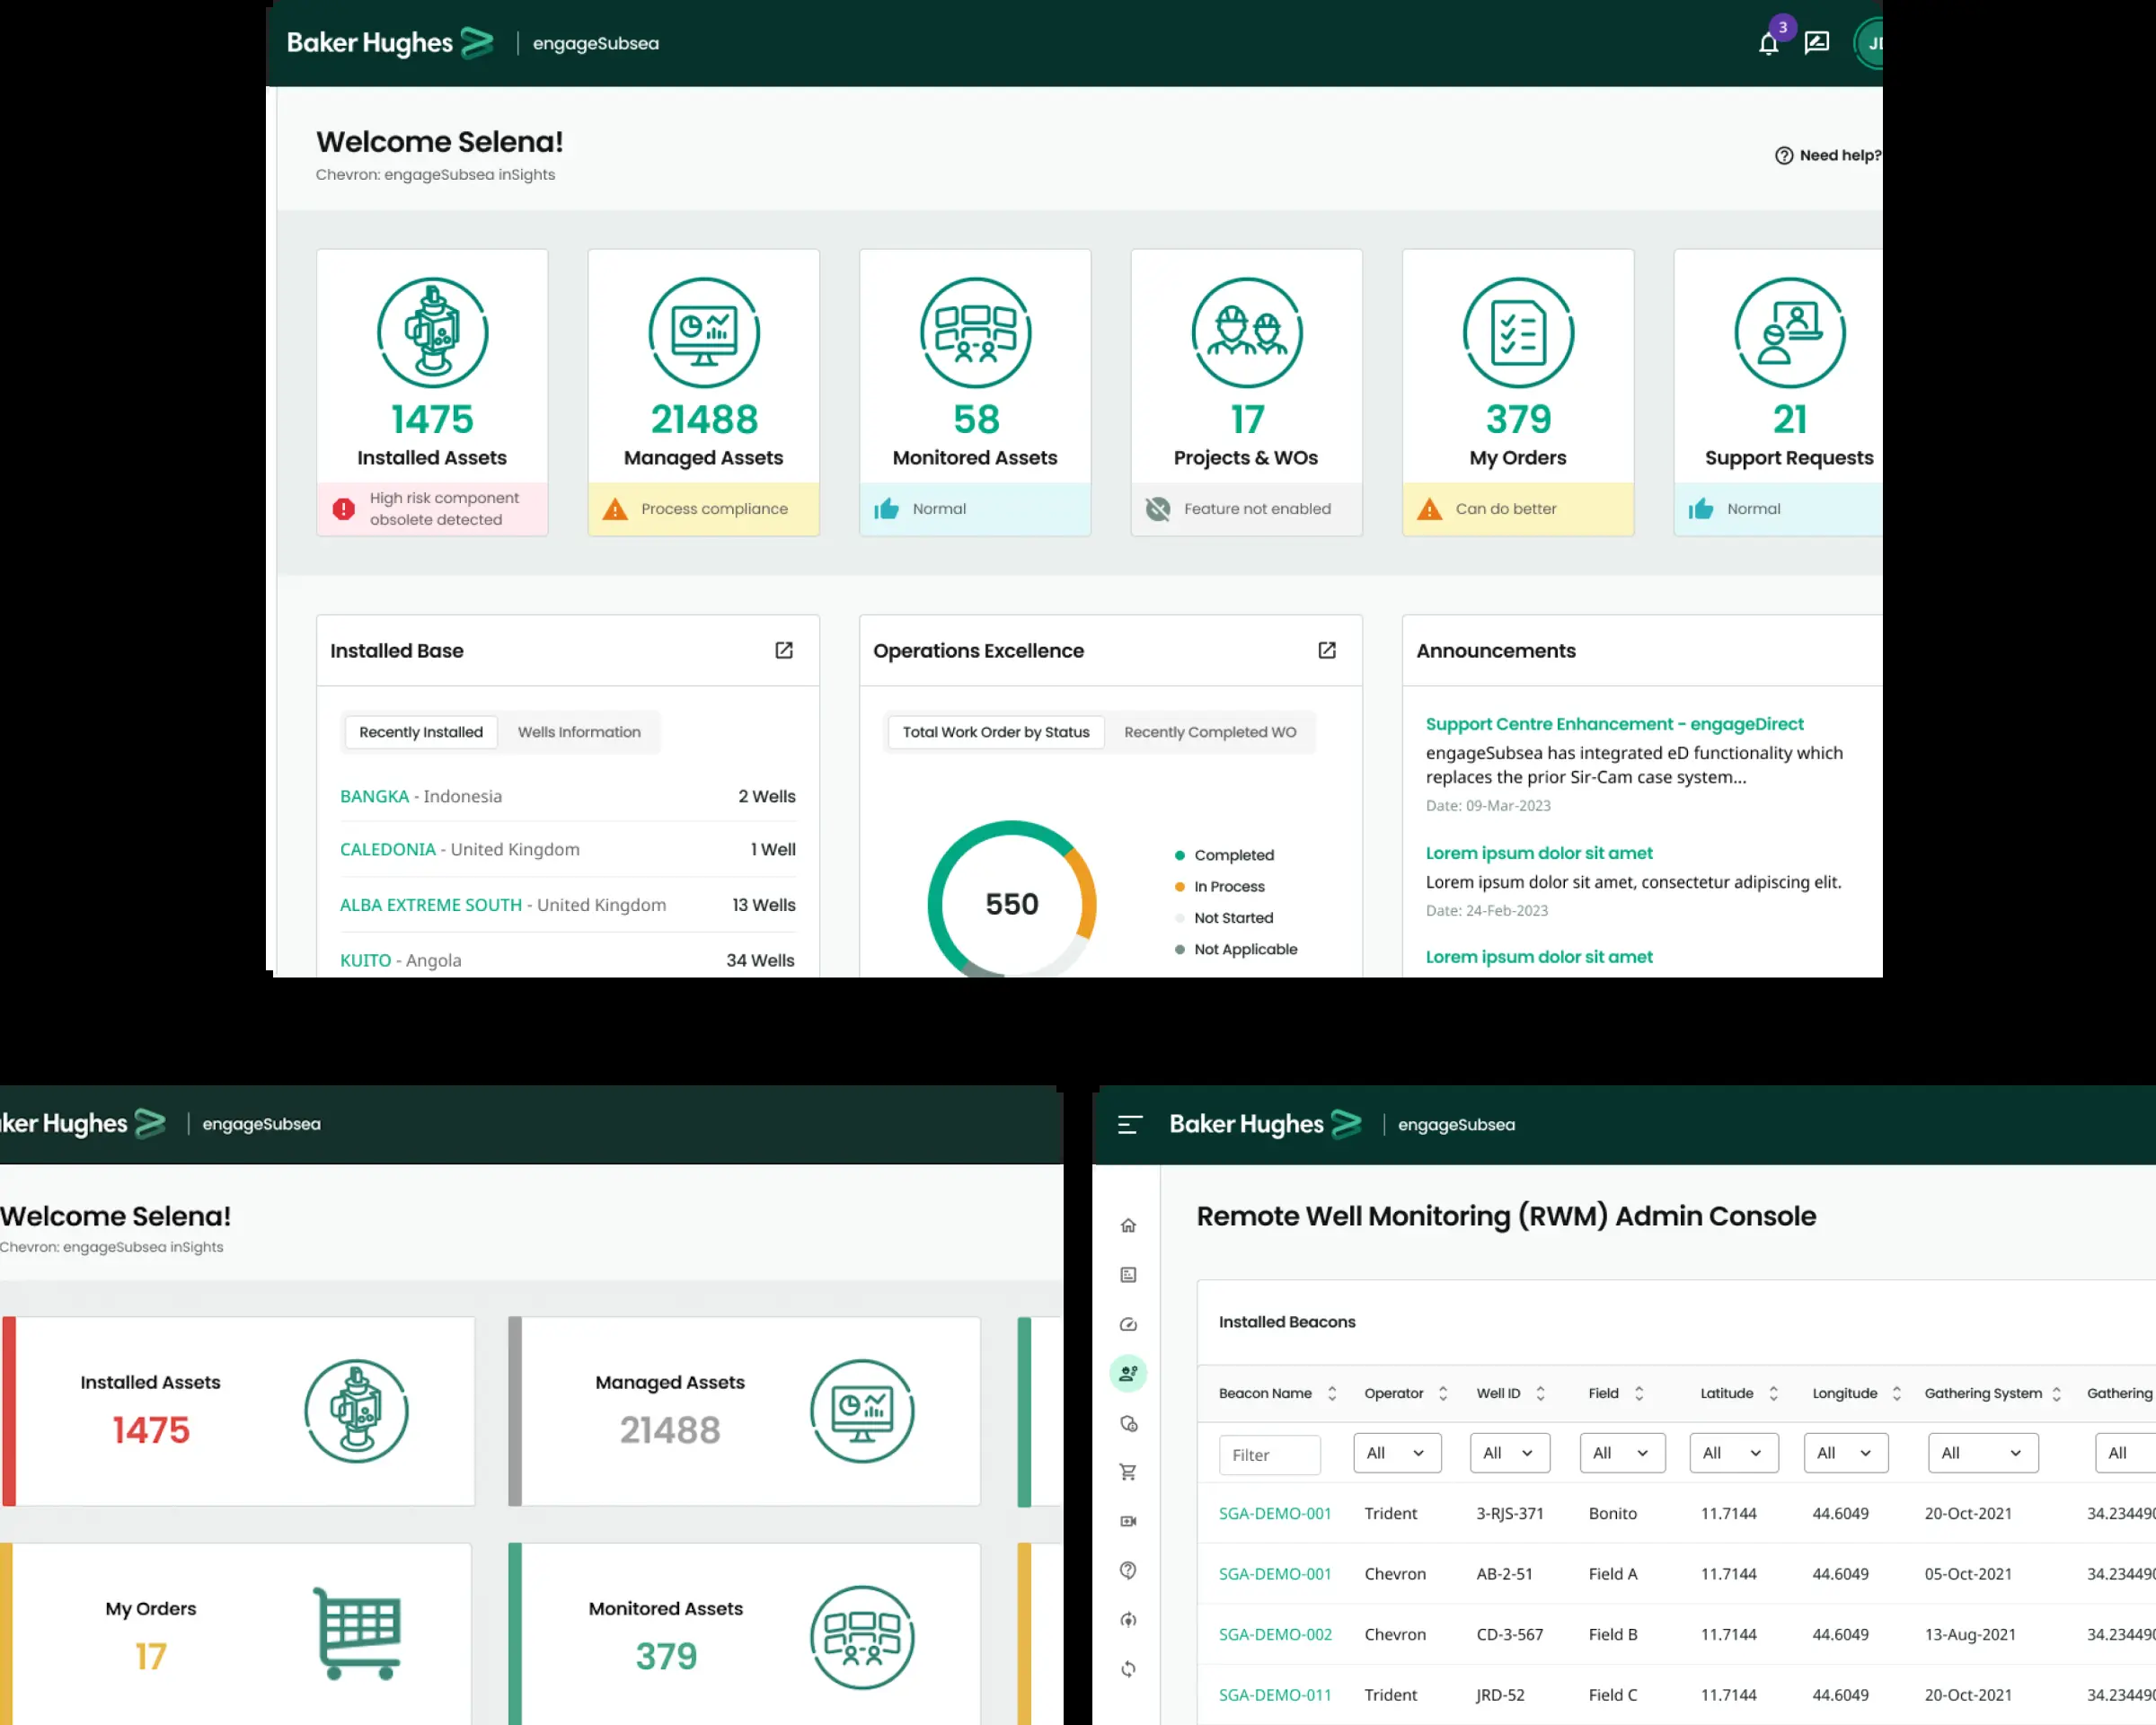 Baker Hughes
engageSubsea
3
Welcome Selena!
Chevron: engageSubsea inSights
Need help?
1475
Installed Assets
High risk component
obsolete detected
21488
Managed Assets
Process compliance
58
Monitored Assets
Normal
17
Projects & WOs
Feature not enabled
379
My Orders
Can do better
21
Support Requests
Normal
Installed Base
Recently Installed
Wells Information
BANGKA - Indonesia
2 Wells
CALEDONIA - United Kingdom
1 Well
ALBA EXTREME SOUTH - United Kingdom
13 Wells
KUITO - Angola
34 Wells
Operations Excellence
Total Work Order by Status
Recently Completed WO
550
Completed
In Process
Not Started
Not Applicable
Announcements
Support Centre Enhancement - engageDirect
engageSubsea has integrated eD functionality which
replaces the prior Sir-Cam case system...
Date: 09-Mar-2023
Lorem ipsum dolor sit amet
Lorem ipsum dolor sit amet, consectetur adipiscing elit.
Date: 24-Feb-2023
Lorem ipsum dolor sit amet
ker Hughes
engageSubsea
Welcome Selena!
Chevron: engageSubsea inSights
Installed Assets
1475
Managed Assets
21488
My Orders
17
Monitored Assets
379
Baker Hughes
engageSubsea
Remote Well Monitoring (RWM) Admin Console
Installed Beacons
Beacon Name Operator Well ID Field Latitude Longitude Gathering System Gathering
Filter All All All All All All All
SGA-DEMO-001 Trident 3-RJS-371 Bonito 11.7144 44.6049 20-Oct-2021 34.234490
SGA-DEMO-001 Chevron AB-2-51 Field A 11.7144 44.6049 05-Oct-2021 34.234490
SGA-DEMO-002 Chevron CD-3-567 Field B 11.7144 44.6049 13-Aug-2021 34.234490
SGA-DEMO-011 Trident JRD-52 Field C 11.7144 44.6049 20-Oct-2021 34.234490